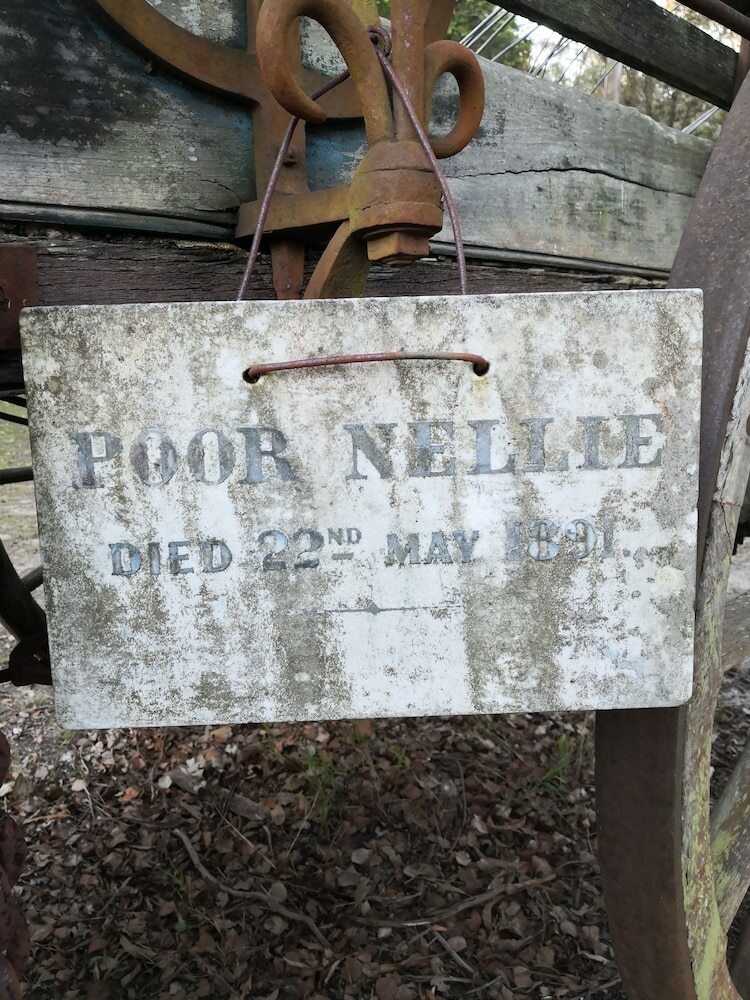 POOR NELLIE
DIED 22ND MAY 1891.